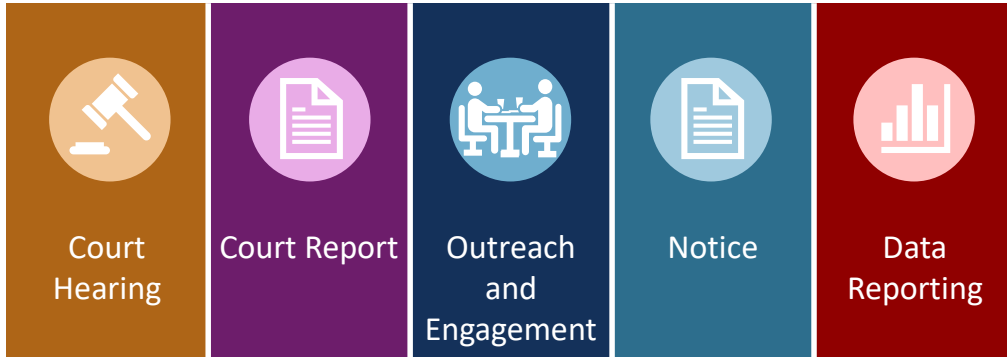 Court
Hearing
Court Report
Outreach
and
Engagement
Notice
Data
Reporting